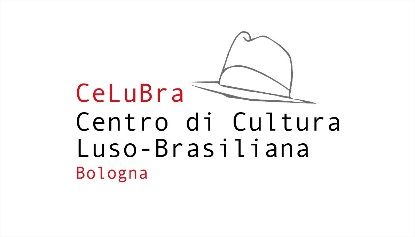 CeLuBra
Centro di Cultura
Luso-Brasiliana
Bologna